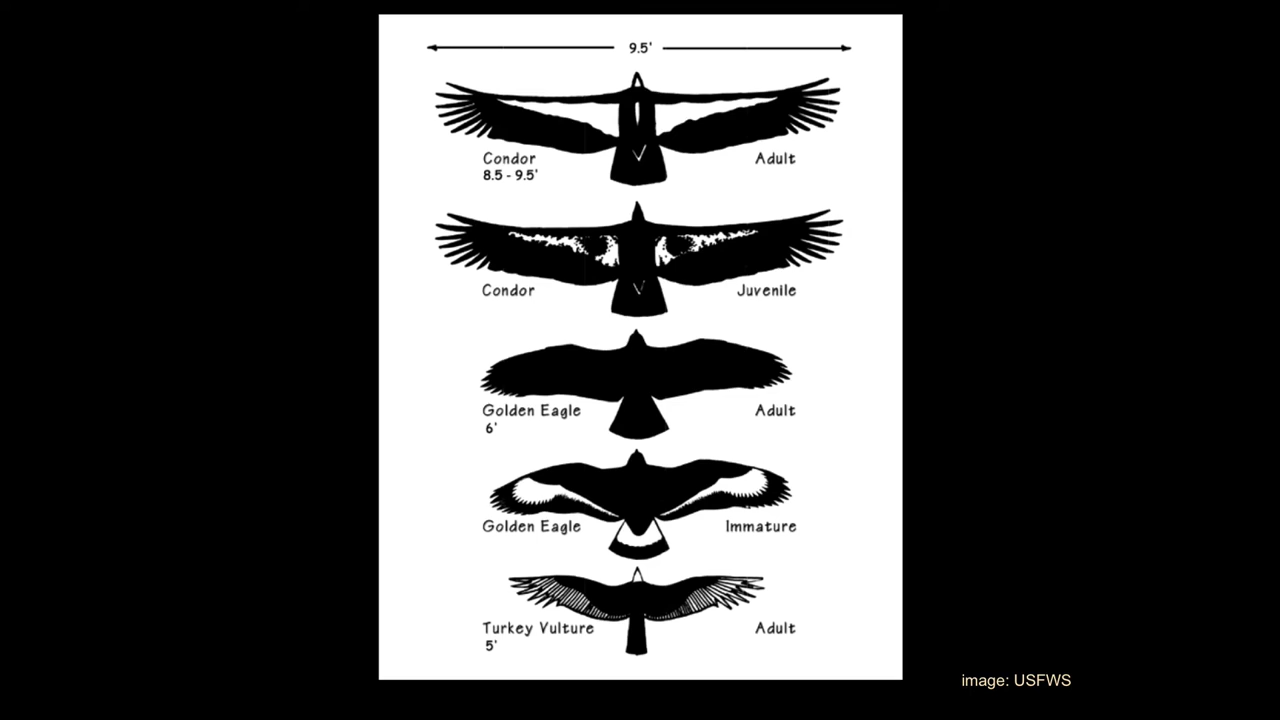 9.5'
Condor Adult
8.5 - 9.5'
Condor Juvenile
Golden Eagle Adult
6'
Golden Eagle Immature
Turkey Vulture Adult
5'
image: USFWS